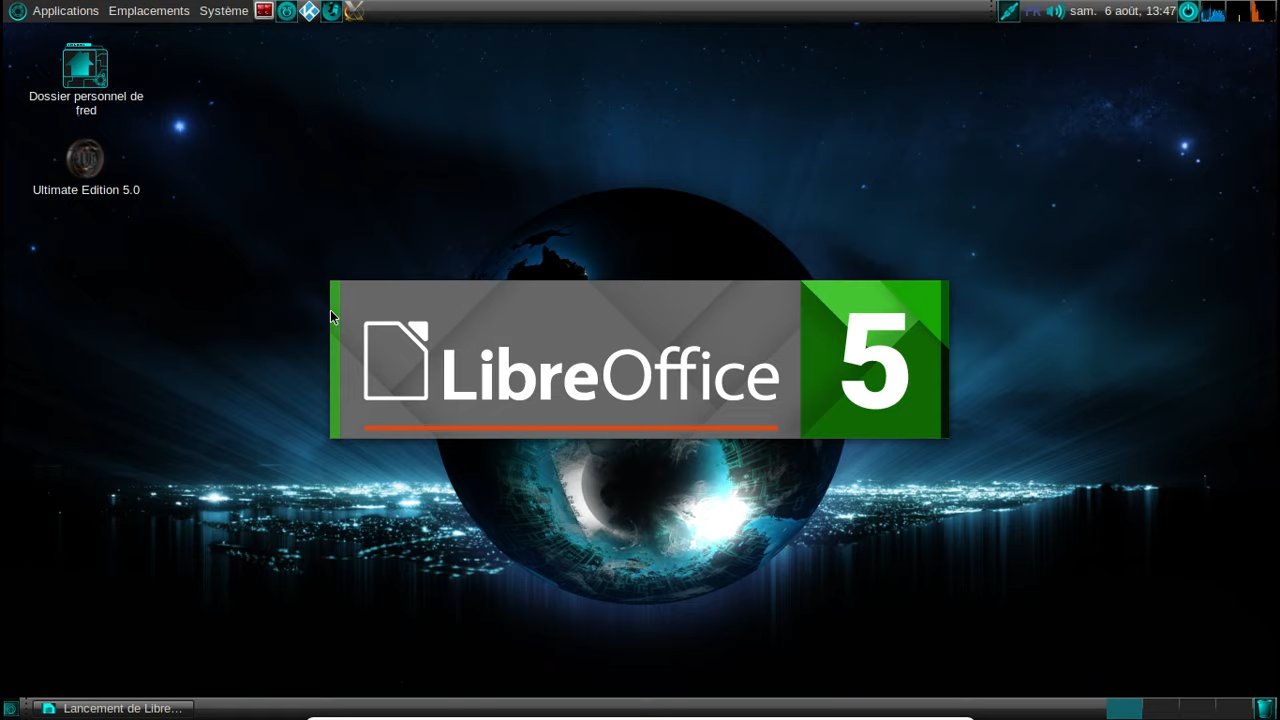 Applications Emplacements Système
FR sam. 6 août, 13:47
Dossier personnel de
fred
Ultimate Edition 5.0
LibreOffice 5
Lancement de Libre...